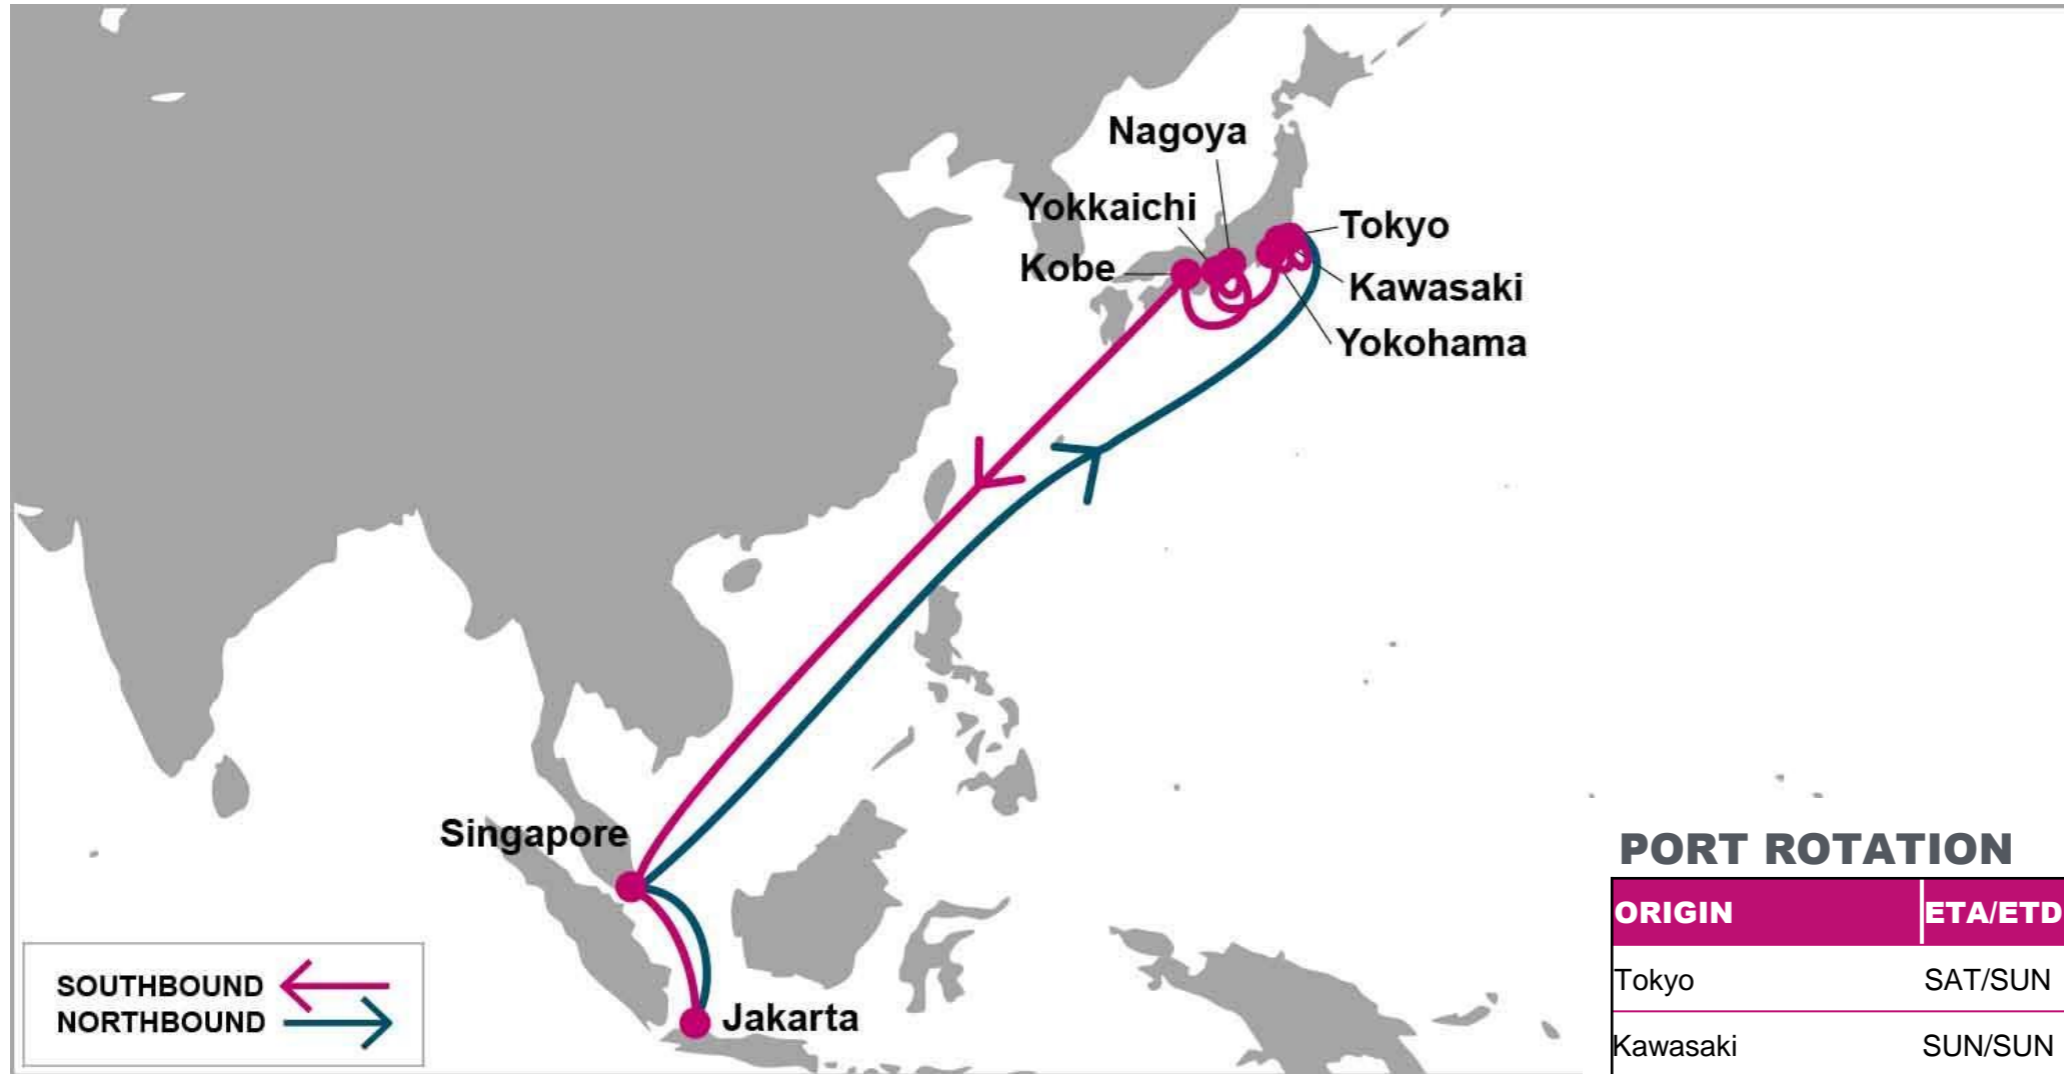 Nagoya
Yokkaichi
Tokyo
Kobe
Kawasaki
Yokohama
Singapore
Jakarta
SOUTHBOUND
NORTHBOUND
PORT ROTATION
ORIGIN ETA/ETD
Tokyo SAT/SUN
Kawasaki SUN/SUN